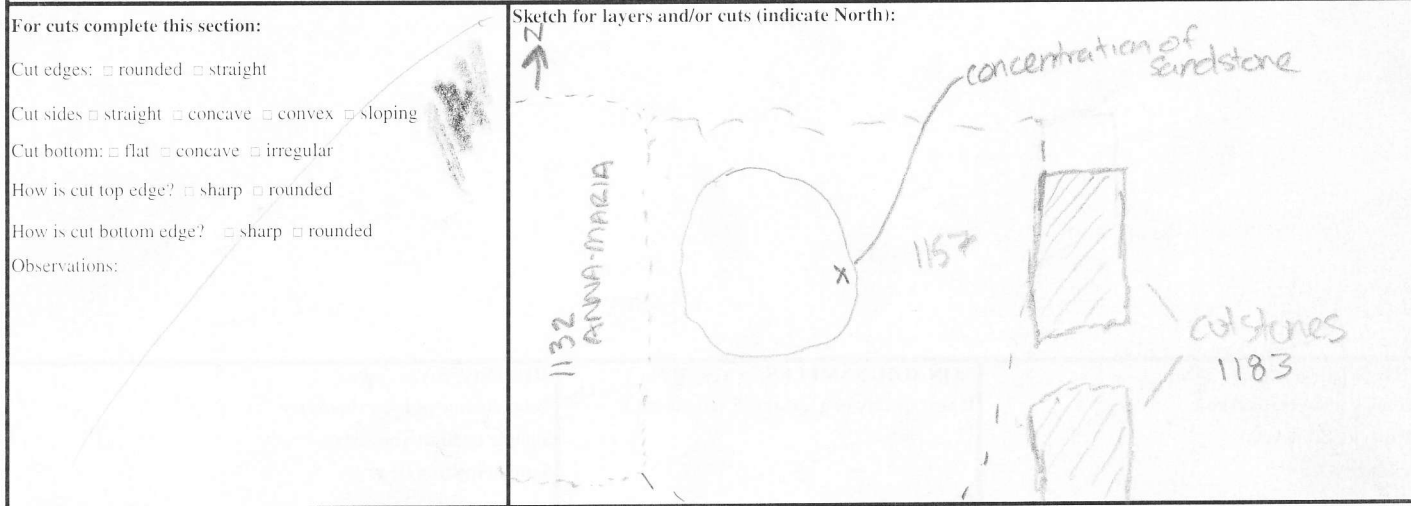 For cuts complete this section:
Cut edges: □ rounded □ straight
Cut sides □ straight □ concave □ convex □ sloping
Cut bottom: □ flat □ concave □ irregular
How is cut top edge? □ sharp □ rounded
How is cut bottom edge? □ sharp □ rounded
Observations:
Sketch for layers and/or cuts (indicate North):
N
concentration of
sandstone
1132
ANNA-MARIA
X
1157
cut stones
1183